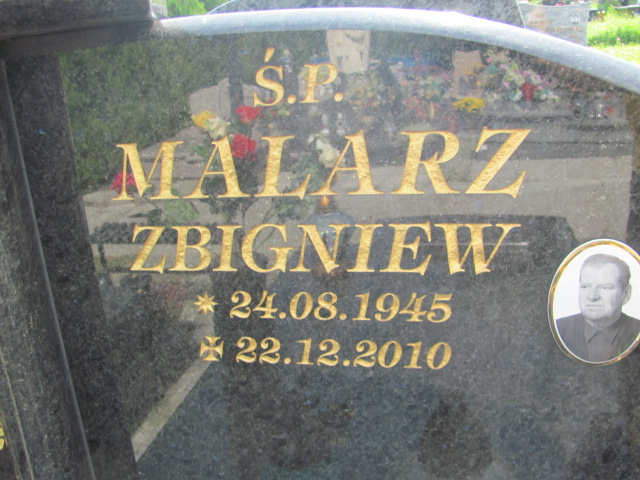 Ś.P.
MALARZ
ZBIGNIEW
* 24.08.1945
✠ 22.12.2010